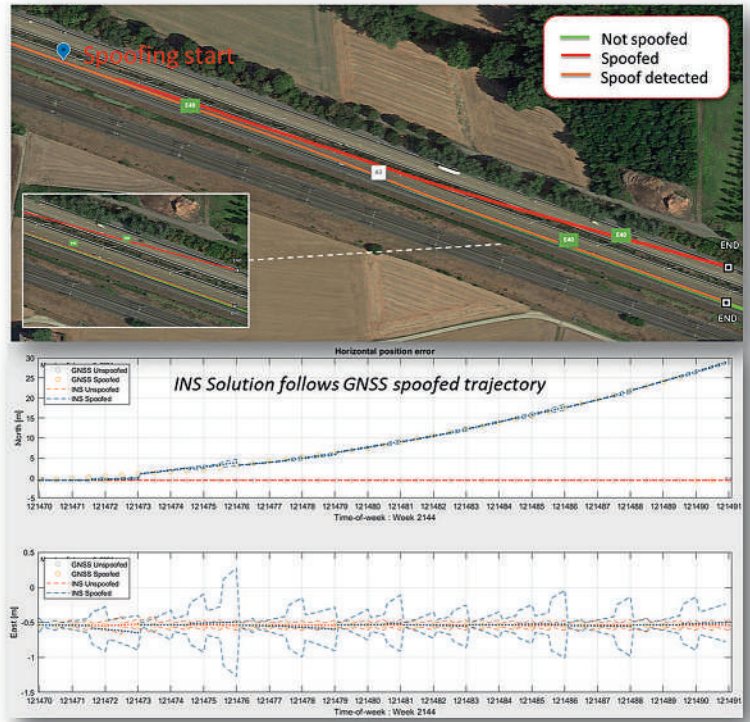 Spoofing start
Not spoofed
Spoofed
Spoof detected
E40
A3
E40
E40
END
END
Horizontal position error
INS Solution follows GNSS spoofed trajectory
GNSS Unspoofed
GNSS Spoofed
INS Unspoofed
INS Spoofed
North [m]
30
25
20
15
10
5
0
-5
121470 121471 121472 121473 121474 121475 121476 121477 121478 121479 121480 121481 121482 121483 121484 121485 121486 121487 121488 121489 121490 121491
Time-of-week : Week 2144
GNSS Unspoofed
GNSS Spoofed
INS Unspoofed
INS Spoofed
East [m]
0.5
0
-0.5
-1
-1.5
121470 121471 121472 121473 121474 121475 121476 121477 121478 121479 121480 121481 121482 121483 121484 121485 121486 121487 121488 121489 121490 121491
Time-of-week : Week 2144